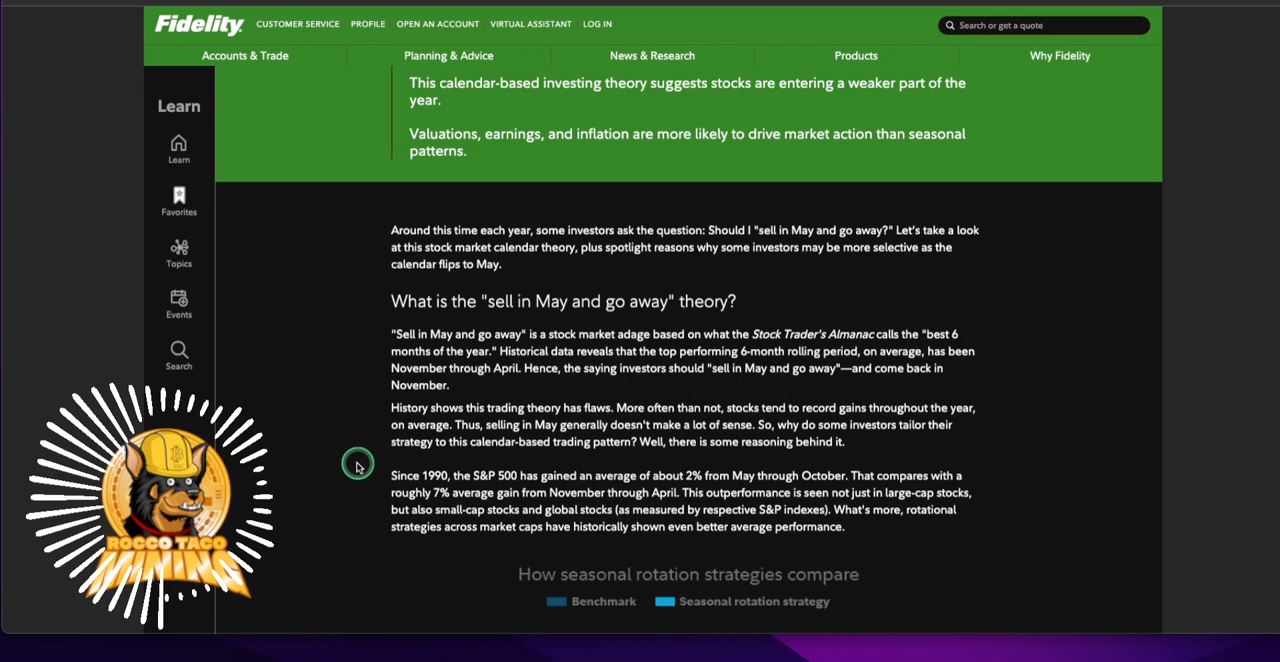 Fidelity
CUSTOMER SERVICE PROFILE OPEN AN ACCOUNT VIRTUAL ASSISTANT LOG IN
Search or get a quote
Accounts & Trade Planning & Advice News & Research Products Why Fidelity
This calendar-based investing theory suggests stocks are entering a weaker part of the
year.
Valuations, earnings, and inflation are more likely to drive market action than seasonal
patterns.
Learn
Learn
Favorites
Topics
Events
Search
Around this time each year, some investors ask the question: Should I "sell in May and go away?" Let's take a look
at this stock market calendar theory, plus spotlight reasons why some investors may be more selective as the
calendar flips to May.
What is the "sell in May and go away" theory?
"Sell in May and go away" is a stock market adage based on what the Stock Trader's Almanac calls the "best 6
months of the year." Historical data reveals that the top performing 6-month rolling period, on average, has been
November through April. Hence, the saying investors should "sell in May and go away"—and come back in
November.
History shows this trading theory has flaws. More often than not, stocks tend to record gains throughout the year,
on average. Thus, selling in May generally doesn't make a lot of sense. So, why do some investors tailor their
strategy to this calendar-based trading pattern? Well, there is some reasoning behind it.
Since 1990, the S&P 500 has gained an average of about 2% from May through October. That compares with a
roughly 7% average gain from November through April. This outperformance is seen not just in large-cap stocks,
but also small-cap stocks and global stocks (as measured by respective S&P indexes). What's more, rotational
strategies across market caps have historically shown even better average performance.
How seasonal rotation strategies compare
Benchmark Seasonal rotation strategy
ROCCO TACO
MINING